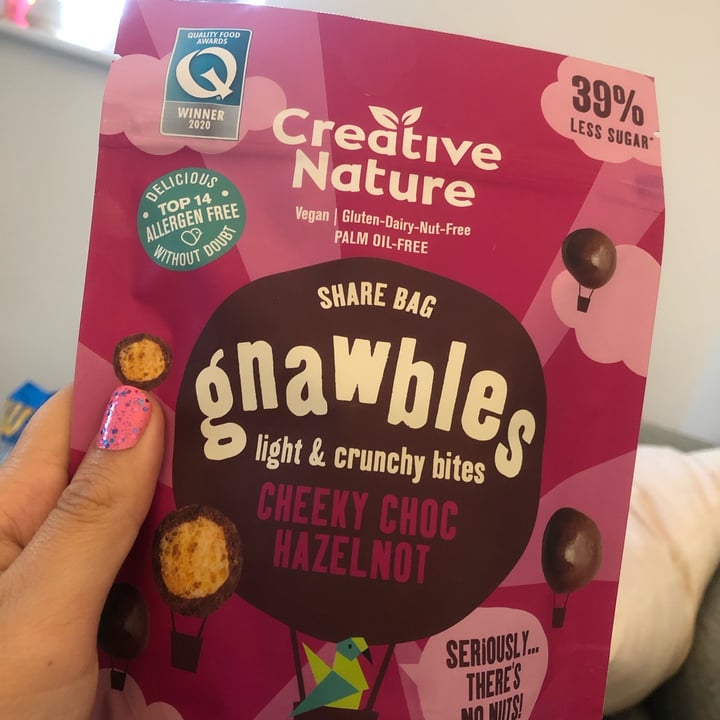 QUALITY FOOD
AWARDS
Q
WINNER
2020
39%
LESS SUGAR*
Creative
Nature
DELICIOUS
TOP 14
ALLERGEN FREE
WITHOUT DOUBT
Vegan | Gluten-Dairy-Nut-Free
PALM OIL-FREE
SHARE BAG
gnawbles
light & crunchy bites
CHEEKY CHOC
HAZELNOT
SERIOUSLY...
THERE'S
NO NUTS!